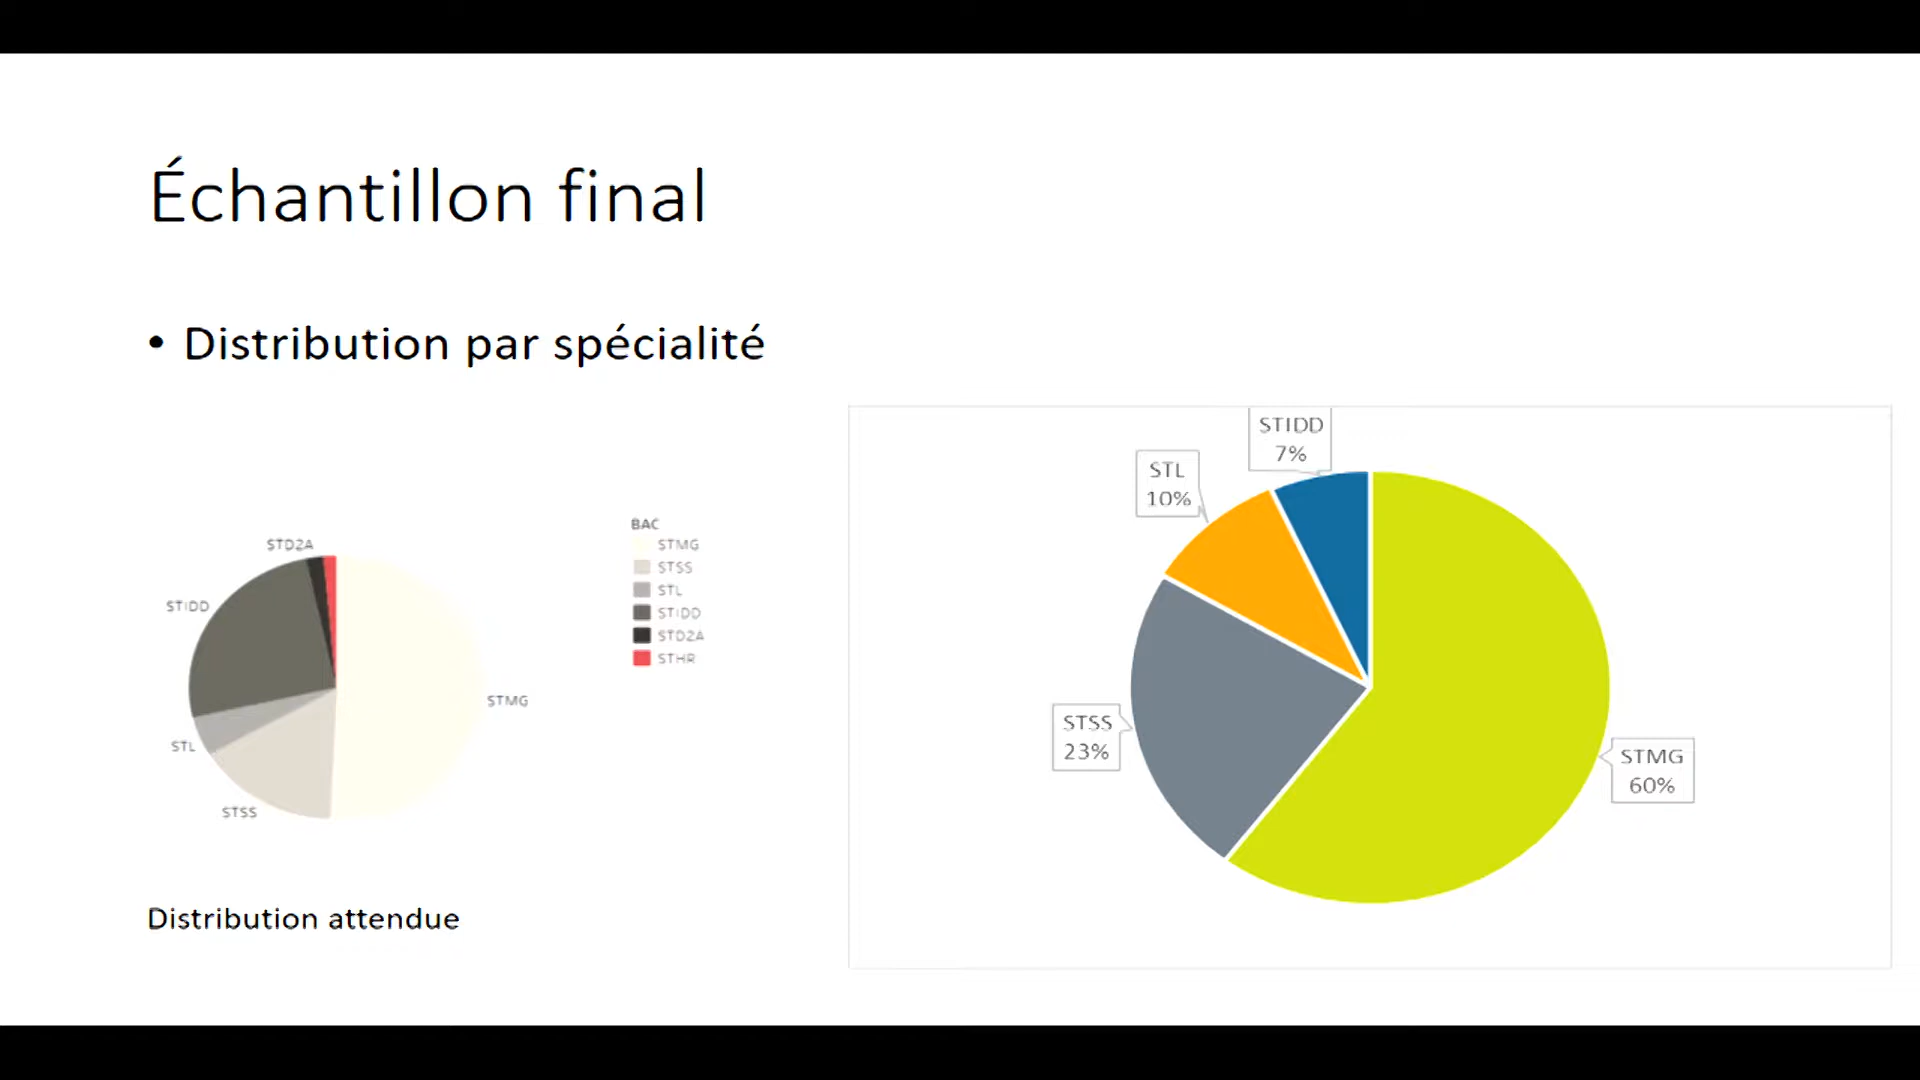 Échantillon final
• Distribution par spécialité
BAC
STMG
STSS
STL
STIDD
STD2A
STHR
STD2A
STIDD
STL
STSS
STMG
Distribution attendue
STIDD
7%
STL
10%
STSS
23%
STMG
60%